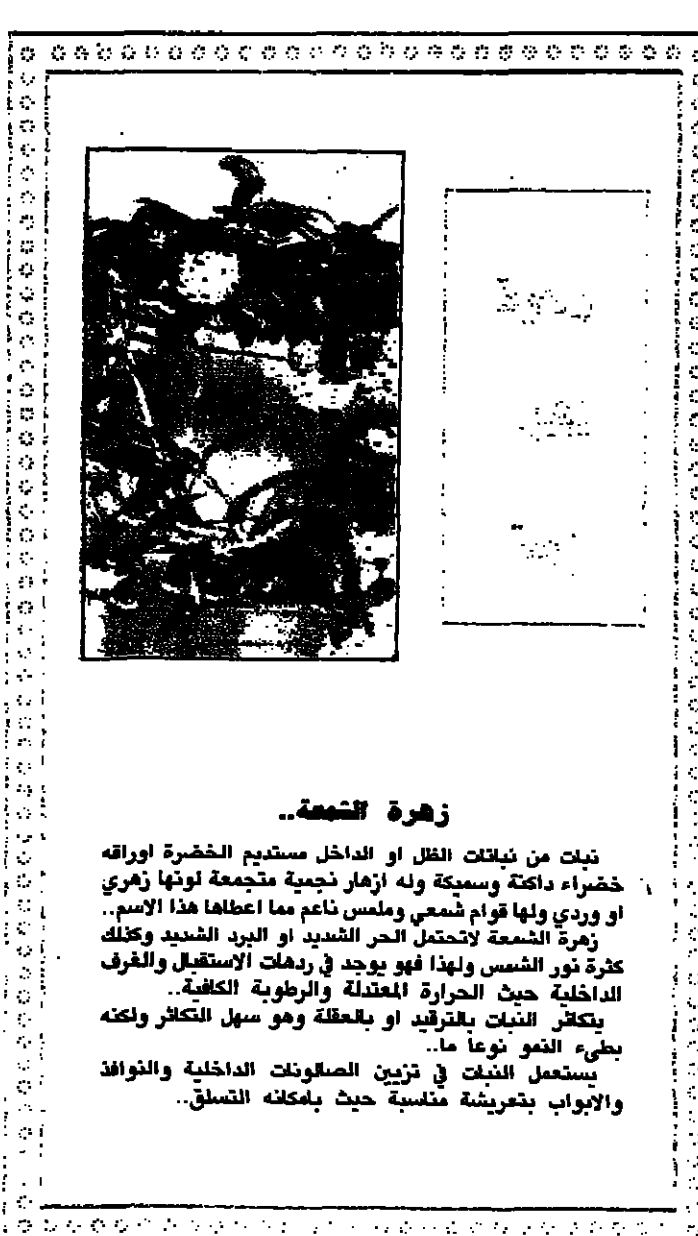 زهرة الشمعة..
نبات من نباتات الظل او الداخل مستديم الخضرة اوراقه
خضراء داكنة وسميكة وله ازهار نجمية متجمعة لونها زهري
او وردي ولها قوام شمعي وملمس ناعم مما اعطاها هذا الاسم..
زهرة الشمعة لاتحتمل الحر الشديد او البرد الشديد وكذلك
كثرة نور الشمس ولهذا فهو يوجد في ردهات الاستقبال والغرف
الداخلية حيث الحرارة المعتدلة والرطوبة الكافية..
يتكاثر النبات بالترقيد او بالعقلة وهو سهل التكاثر ولكنه
بطيء النمو نوعا ما..
يستعمل النبات في تزيين الصالونات الداخلية والنوافذ
والابواب بتعريشة مناسبة حيث بامكانه التسلق..